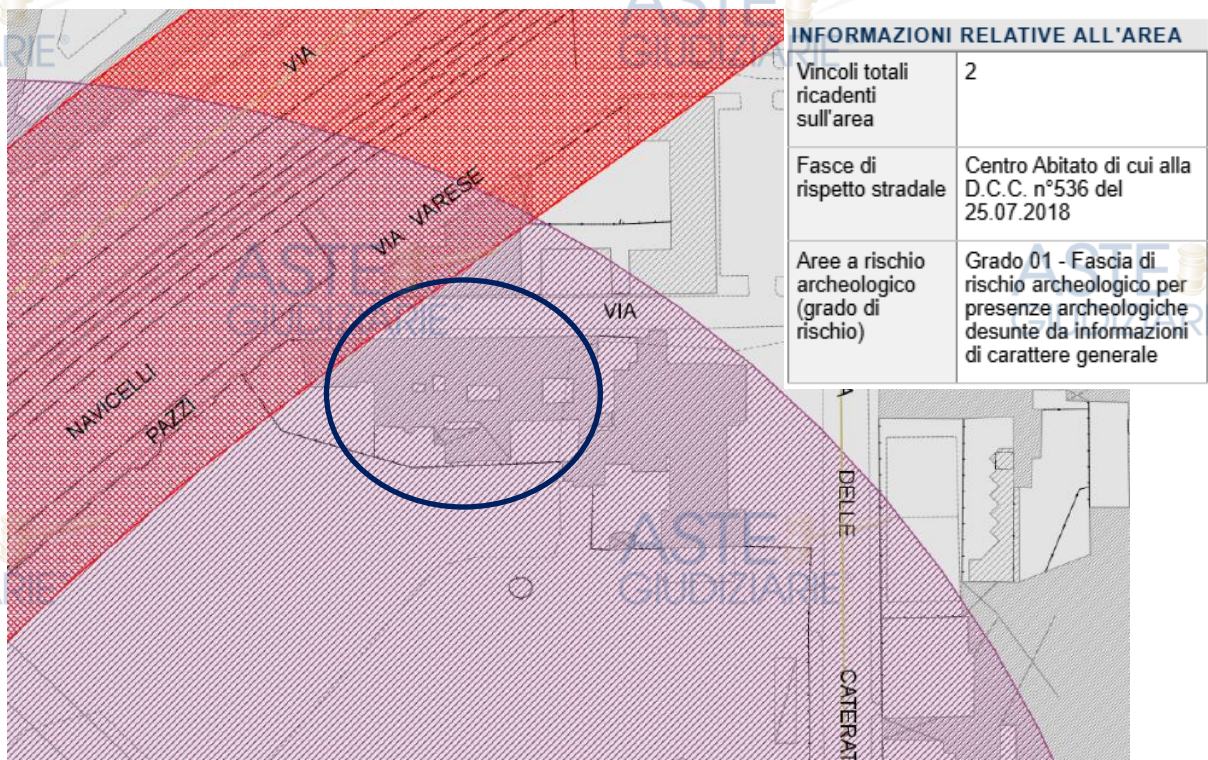 INFORMAZIONI RELATIVE ALL'AREA
Vincoli totali
ricadenti
sull'area
2
Fasce di
rispetto stradale
Centro Abitato di cui alla
D.C.C. n°536 del
25.07.2018
Aree a rischio
archeologico
(grado di
rischio)
Grado 01 - Fascia di
rischio archeologico per
presenze archeologiche
desunte da informazioni
di carattere generale
VIA
VIA VARESE
VIA
NAVICELLI
PAZZI
DELLE
CATERAT
ASTE
GIUDIZIARIE
ASTE
GIUDIZIARIE
ASTE
GIUDIZIARIE
ASTE
GIUDIZIARIE